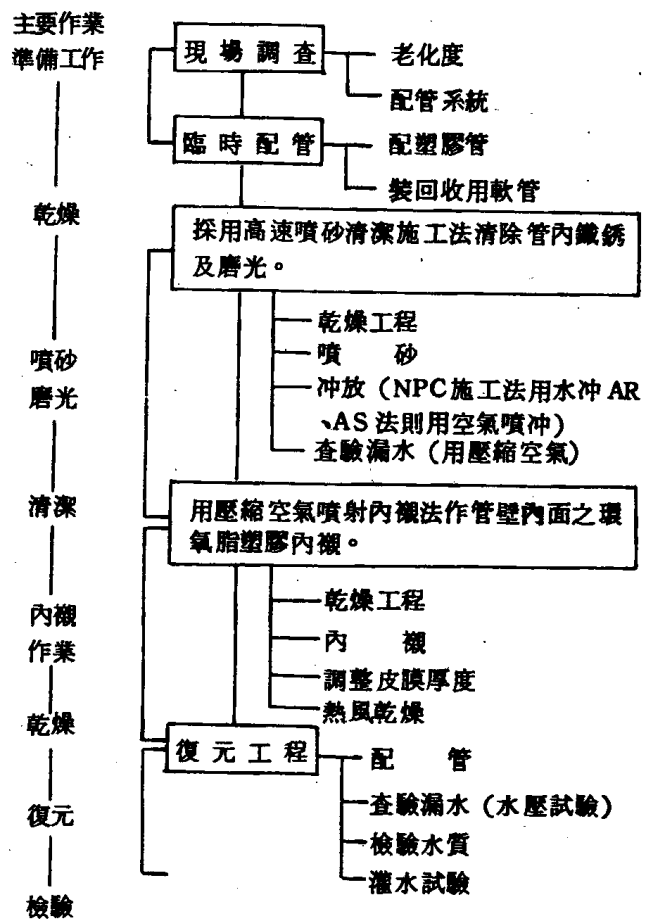 主要作業
準備工作
乾燥
噴砂
磨光
清潔
內襯
作業
乾燥
復元
檢驗
現場調查
老化度
配管系統
臨時配管
配塑膠管
裝回收用軟管
採用高速噴砂清潔施工法清除管內鐵銹
及磨光。
乾燥工程
噴 砂
冲放（NPC施工法用水冲AR
、AS法則用空氣噴冲）
查驗漏水（用壓縮空氣）
用壓縮空氣噴射內襯法作管壁內面之環
氧脂塑膠內襯。
乾燥工程
內 襯
調整皮膜厚度
熱風乾燥
復元工程
配 管
查驗漏水（水壓試驗）
檢驗水質
灌水試驗